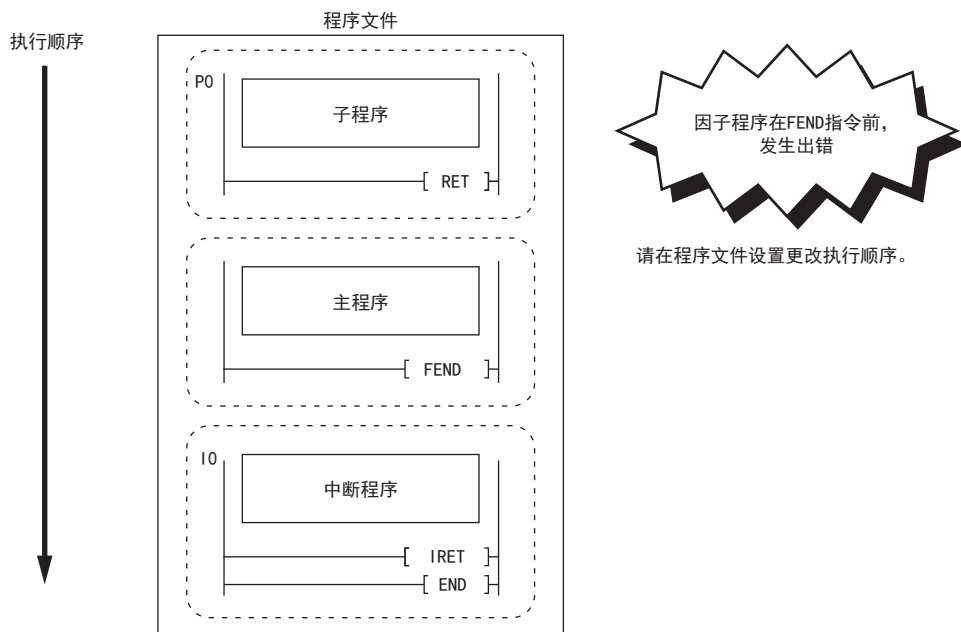 程序文件
执行顺序
P0
子程序
RET
主程序
FEND
I0
中断程序
IRET
END
因子程序在FEND指令前，
发生出错
请在程序文件设置更改执行顺序。